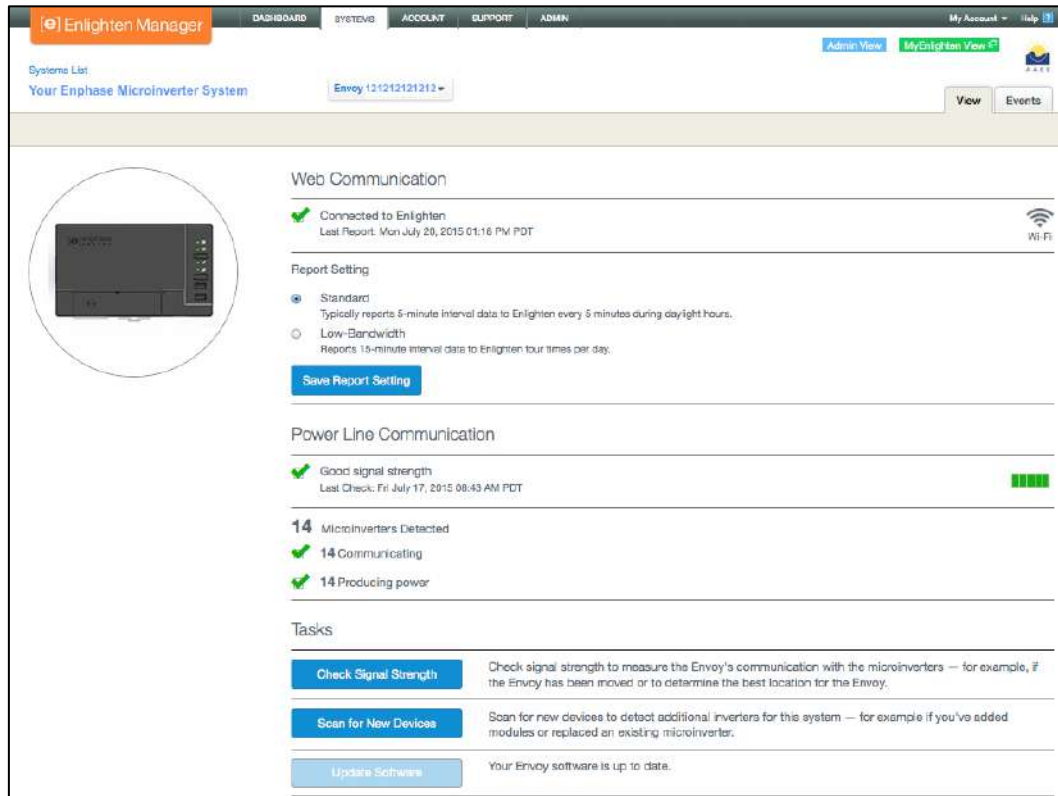 [e] Enlighten Manager
DASHBOARD SYSTEMS ACCOUNT SUPPORT ADMIN
My Account Help ?
Admin View MyEnlighten View
Systems List
Your Enphase Microinverter System
Envoy 121212121212
View Events
Web Communication
Connected to Enlighten
Last Report: Mon July 20, 2015 01:16 PM PDT
Wi-Fi
Report Setting
Standard
Typically reports 5-minute interval data to Enlighten every 5 minutes during daylight hours.
Low-Bandwidth
Reports 15-minute interval data to Enlighten four times per day.
Save Report Setting
Power Line Communication
Good signal strength
Last Check: Fri July 17, 2015 08:43 AM PDT
14 Microinverters Detected
14 Communicating
14 Producing power
Tasks
Check Signal Strength
Check signal strength to measure the Envoy's communication with the microinverters — for example, if
the Envoy has been moved or to determine the best location for the Envoy.
Scan for New Devices
Scan for new devices to detect additional inverters for this system — for example if you've added
modules or replaced an existing microinverter.
Update Software
Your Envoy software is up to date.